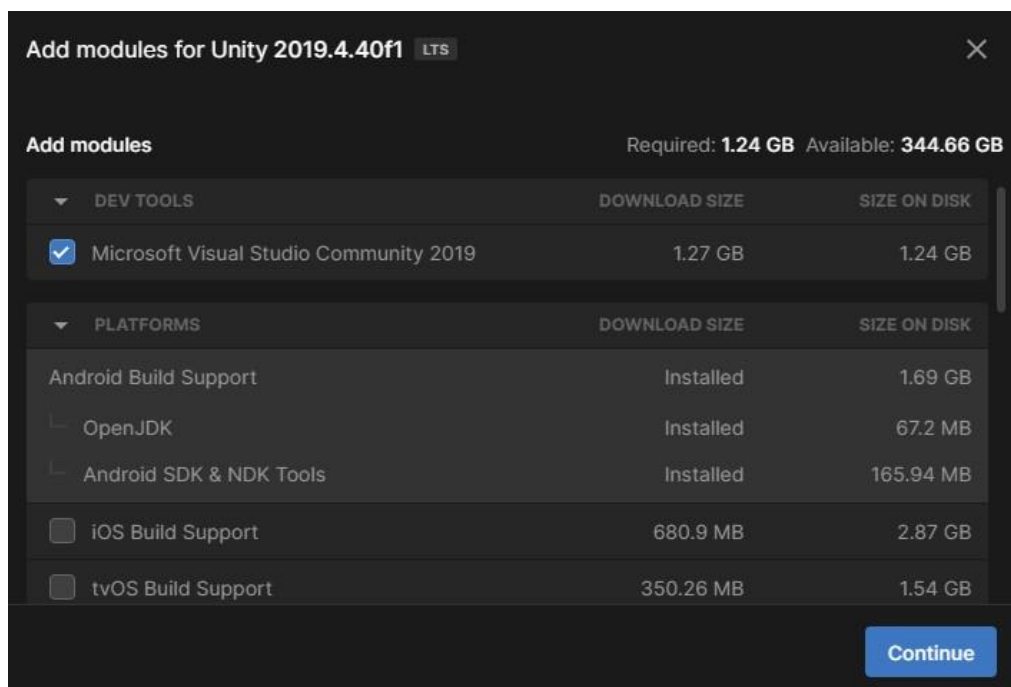 Add modules for Unity 2019.4.40f1 LTS
Add modules Required: 1.24 GB Available: 344.66 GB
DEV TOOLS DOWNLOAD SIZE SIZE ON DISK
Microsoft Visual Studio Community 2019 1.27 GB 1.24 GB
PLATFORMS DOWNLOAD SIZE SIZE ON DISK
Android Build Support Installed 1.69 GB
OpenJDK Installed 67.2 MB
Android SDK & NDK Tools Installed 165.94 MB
iOS Build Support 680.9 MB 2.87 GB
tvOS Build Support 350.26 MB 1.54 GB
Continue